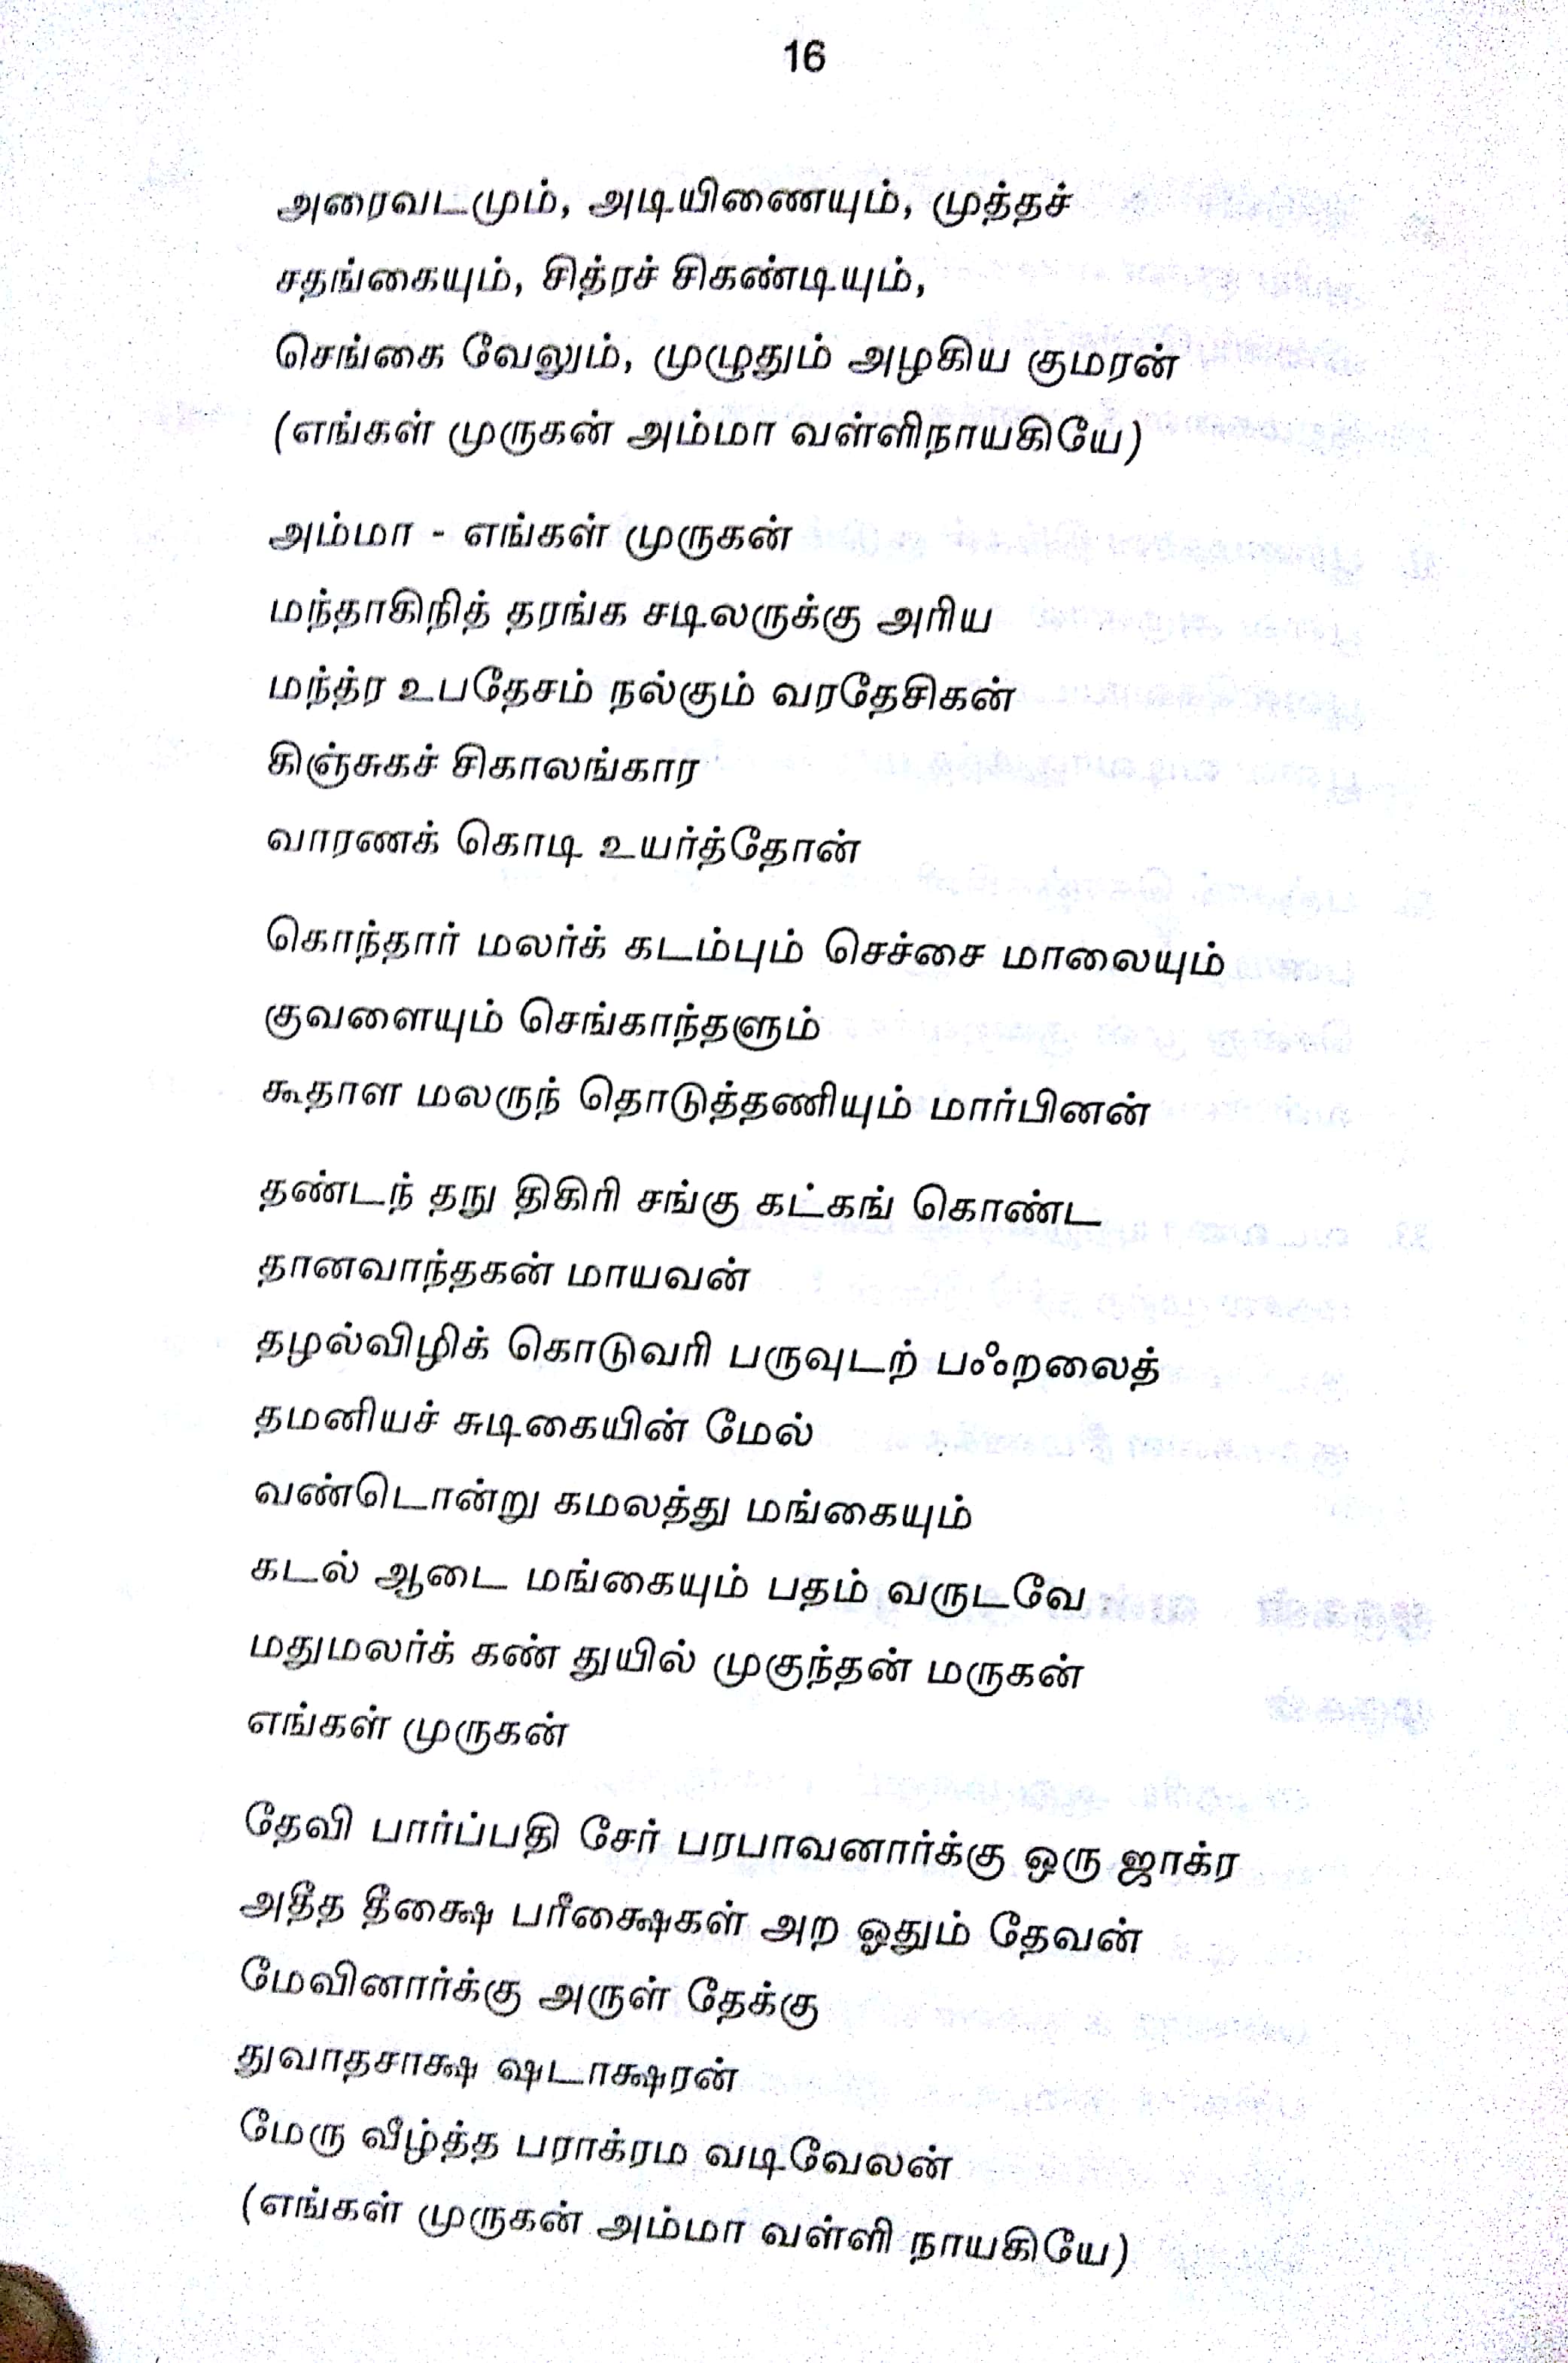 16
அரைவடமும், அடியிணையும், முத்தச்
சதங்கையும், சித்ரச் சிகண்டியும்,
செங்கை வேலும், முழுதும் அழகிய குமரன்
(எங்கள் முருகன் அம்மா வள்ளிநாயகியே)
அம்மா - எங்கள் முருகன்
மந்தாகிநித் தரங்க சடிலருக்கு அரிய
மந்த்ர உபதேசம் நல்கும் வரதேசிகன்
கிஞ்சுகச் சிகாலங்கார
வாரணக் கொடி உயர்த்தோன்
கொந்தார் மலர்க் கடம்பும் செச்சை மாலையும்
குவளையும் செங்காந்தளும்
கூதாள மலருந் தொடுத்தணியும் மார்பினன்
தண்டந் தநு திகிரி சங்கு கட்கங் கொண்ட
தானவாந்தகன் மாயவன்
தழல்விழிக் கொடுவரி பருவுடற் பஃறலைத்
தமனியச் சுடிகையின் மேல்
வண்டொன்று கமலத்து மங்கையும்
கடல் ஆடை மங்கையும் பதம் வருடவே
மதுமலர்க் கண் துயில் முகுந்தன் மருகன்
எங்கள் முருகன்
தேவி பார்ப்பதி சேர் பரபாவனார்க்கு ஒரு ஜாக்ர
அதீத தீக்ஷை பரீக்ஷைகள் அற ஓதும் தேவன்
மேவினார்க்கு அருள் தேக்கு
துவாதசாக்ஷ ஷடாக்ஷரன்
மேரு வீழ்த்த பராக்ரம வடிவேலன்
(எங்கள் முருகன் அம்மா வள்ளி நாயகியே)